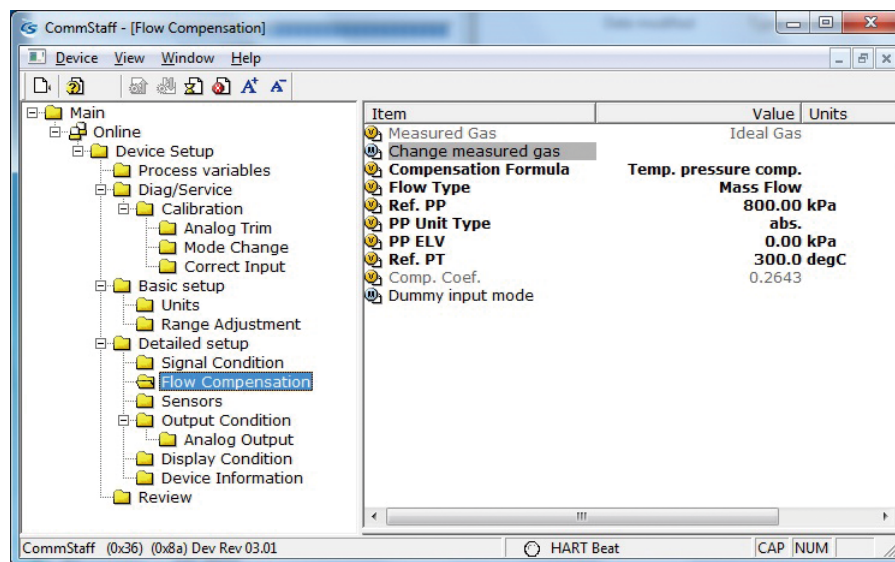 CommStaff - [Flow Compensation]
Date modified
Device View Window Help
Main
Online
Device Setup
Process variables
Diag/Service
Calibration
Analog Trim
Mode Change
Correct Input
Basic setup
Units
Range Adjustment
Detailed setup
Signal Condition
Flow Compensation
Sensors
Output Condition
Analog Output
Display Condition
Device Information
Review
Item Value Units
Measured Gas Ideal Gas
Change measured gas
Compensation Formula Temp. pressure comp.
Flow Type Mass Flow
Ref. PP 800.00 kPa
PP Unit Type abs.
PP ELV 0.00 kPa
Ref. PT 300.0 degC
Comp. Coef. 0.2643
Dummy input mode
CommStaff (0x36) (0x8a) Dev Rev 03.01 HART Beat CAP NUM